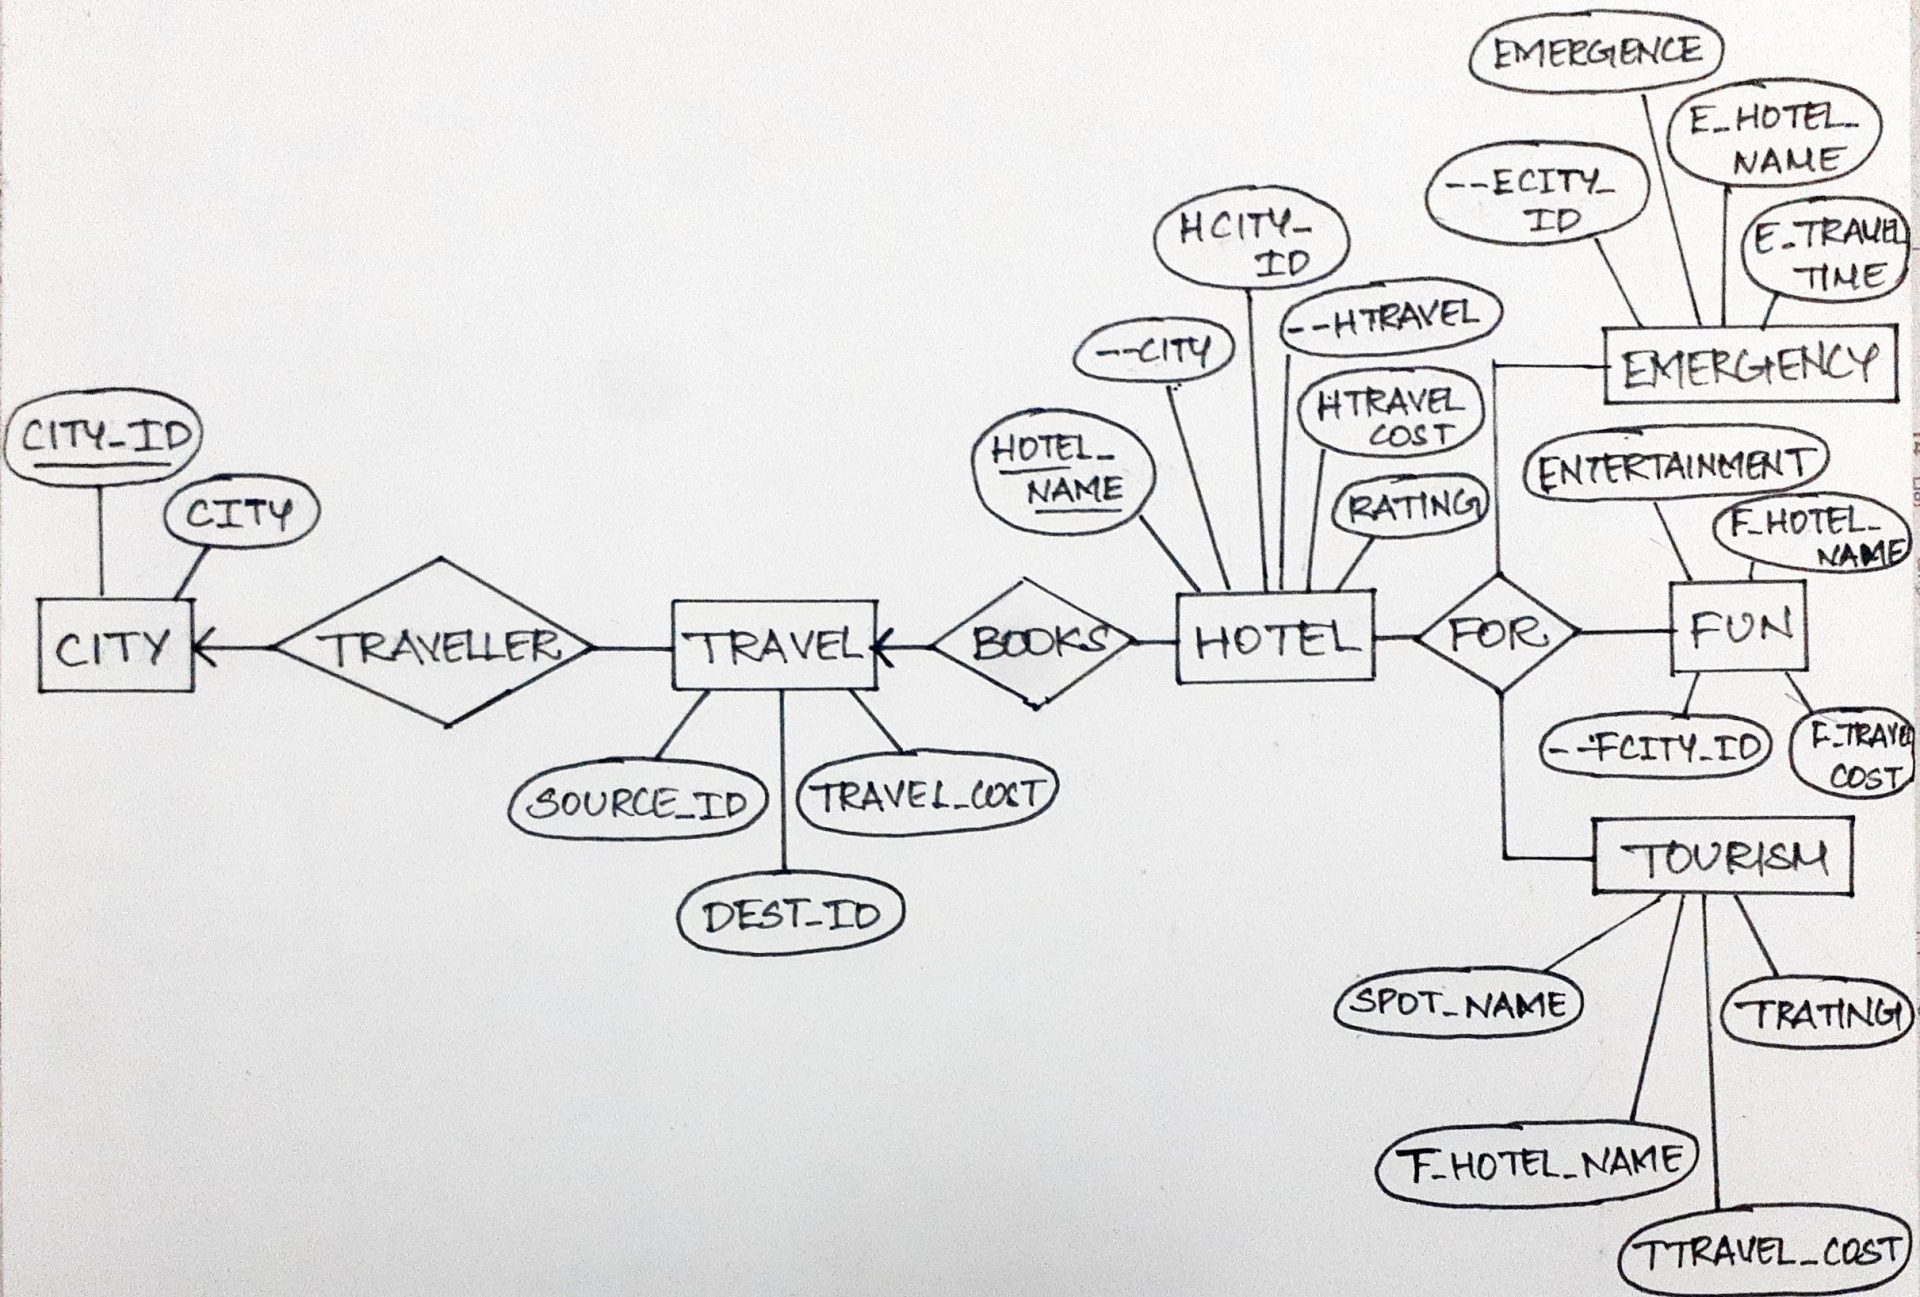 EMERGENCE
E_HOTEL_
NAME
--ECITY_
ID
E_TRAVEL
TIME
HCITY_
ID
--HTRAVEL
--CITY
EMERGENCY
HTRAVEL
COST
CITY_ID
HOTEL_
NAME
ENTERTAINMENT
CITY
RATING
F_HOTEL_
NAME
CITY
TRAVELLER
TRAVEL
BOOKS
HOTEL
FOR
FUN
--FCITY_ID
F_TRAVEL
COST
SOURCE_ID
TRAVEL_COST
TOURISM
DEST_ID
SPOT_NAME
TRATING
T_HOTEL_NAME
TTRAVEL_COST